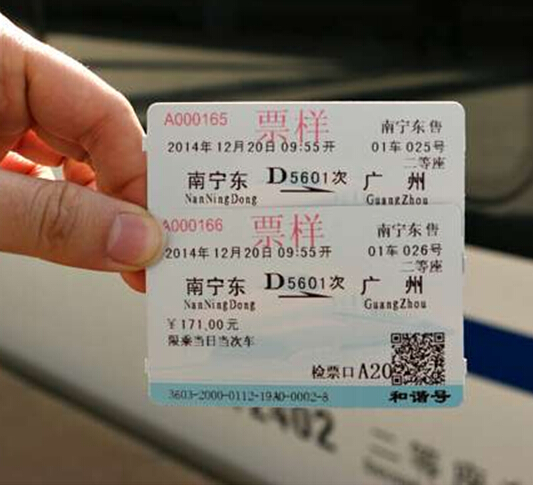 A000165 票样 南宁东 售
2014年12月20日 09:55开 01车 025号
二等座
南宁东 D5601次 广 州
NanNingDong GuangZhou
A000166 票样 南宁东 售
2014年12月20日 09:55开 01车 026号
二等座
南宁东 D5601次 广 州
NanNingDong GuangZhou
¥171.00元
限乘当日当次车
检票口A20
3603-2000-0112-19A0-0002-8 和谐号
2402 二等座